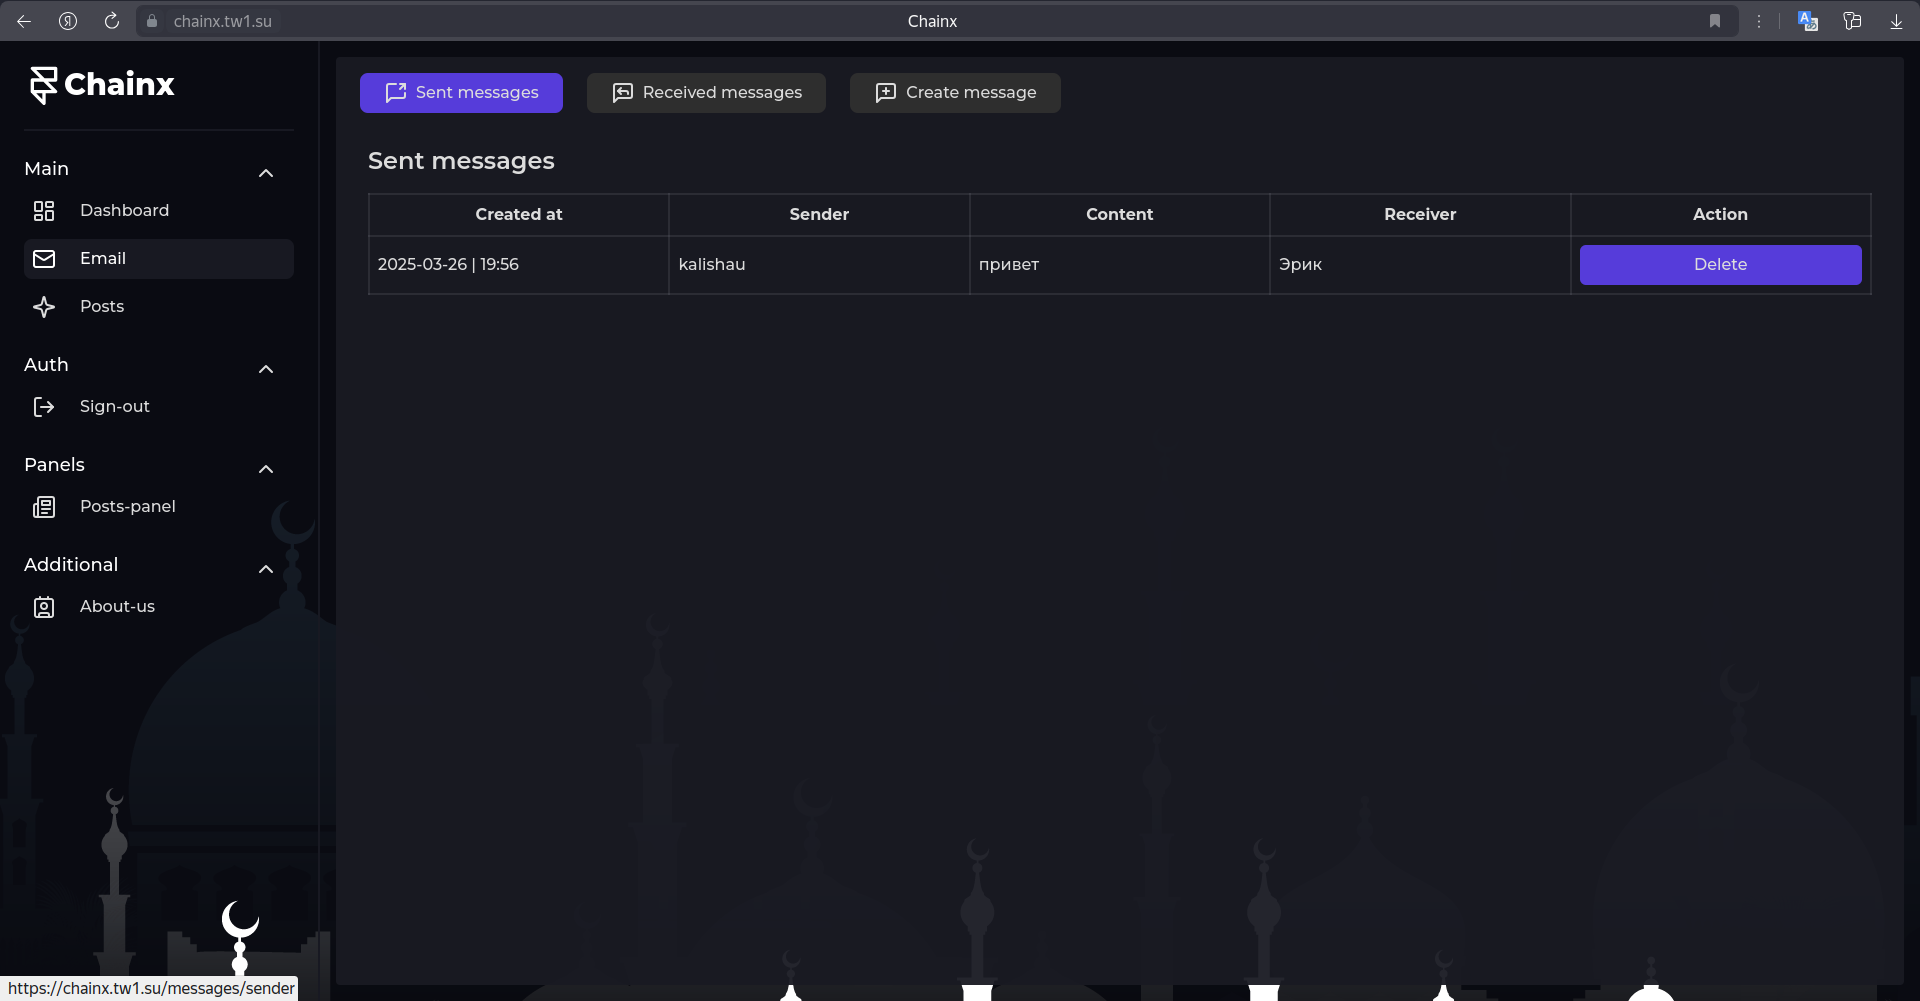 chainx.tw1.su
Chainx
Chainx
Main
Dashboard
Email
Posts
Auth
Sign-out
Panels
Posts-panel
Additional
About-us
Sent messages
Received messages
Create message
Sent messages
Created at Sender Content Receiver Action
2025-03-26 | 19:56 kalishau привет Эрик Delete
https://chainx.tw1.su/messages/sender